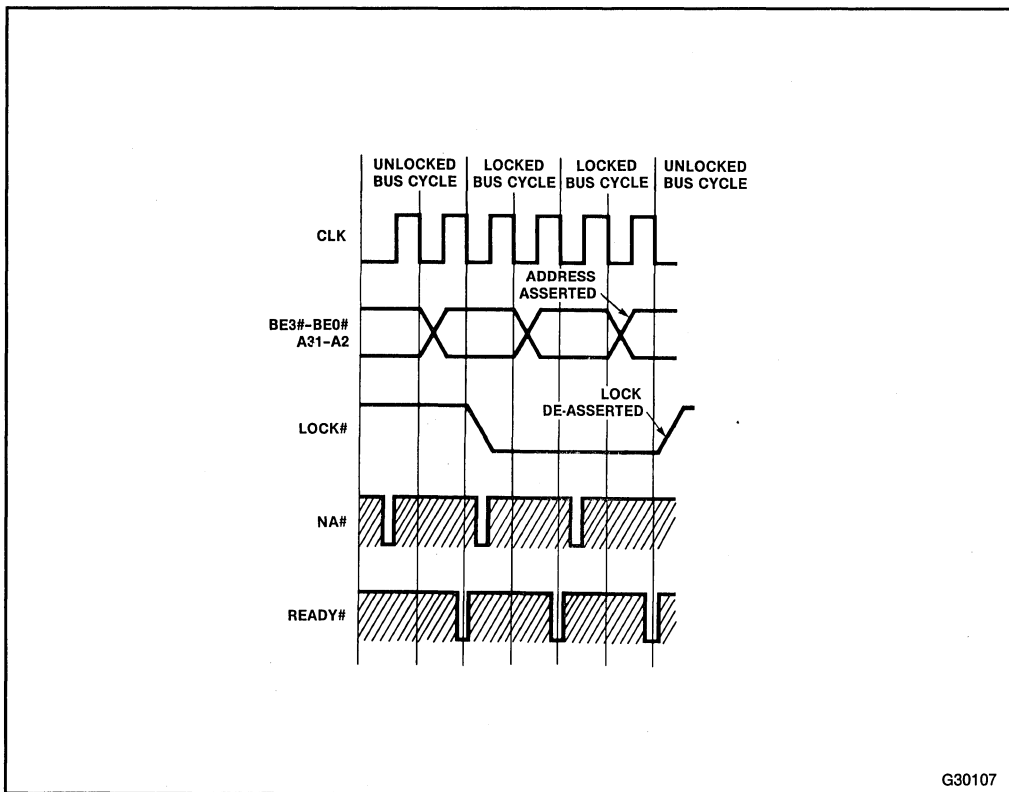 UNLOCKED
BUS CYCLE
LOCKED
BUS CYCLE
LOCKED
BUS CYCLE
UNLOCKED
BUS CYCLE
CLK
ADDRESS
ASSERTED
BE3#-BE0#
A31-A2
LOCK
DE-ASSERTED
LOCK#
NA#
READY#
G30107